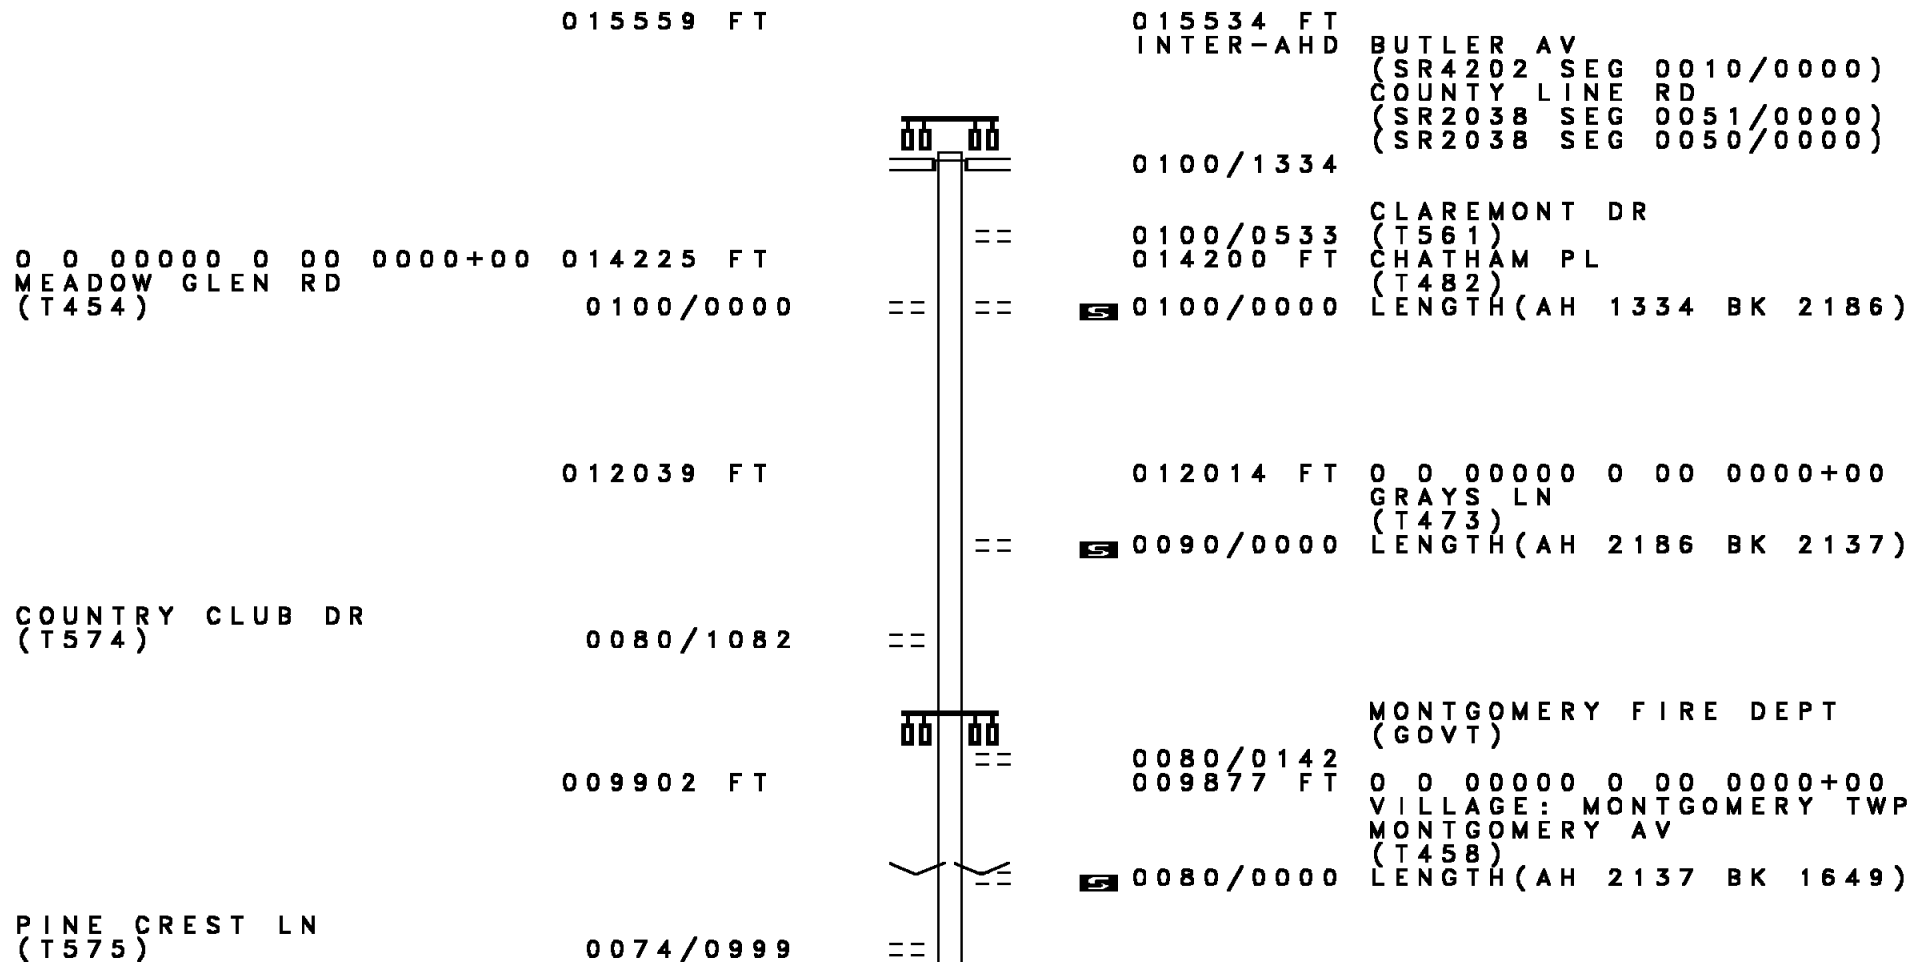 015559 FT 015534 FT
INTER-AHD BUTLER AV
(SR4202 SEG 0010/0000)
COUNTY LINE RD
(SR2038 SEG 0051/0000)
(SR2038 SEG 0050/0000)
0100/1334
CLAREMONT DR
0100/0533 (T561)
0 0 00000 0 00 0000+00 014225 FT 014200 FT CHATHAM PL
MEADOW GLEN RD (T482)
(T454) 0100/0000 S 0100/0000 LENGTH(AH 1334 BK 2186)
012039 FT 012014 FT 0 0 00000 0 00 0000+00
GRAYS LN
(T473)
S 0090/0000 LENGTH(AH 2186 BK 2137)
COUNTRY CLUB DR
(T574) 0080/1082
MONTGOMERY FIRE DEPT
(GOVT)
0080/0142
009902 FT 009877 FT 0 0 00000 0 00 0000+00
VILLAGE: MONTGOMERY TWP
MONTGOMERY AV
(T458)
S 0080/0000 LENGTH(AH 2137 BK 1649)
PINE CREST LN
(T575) 0074/0999